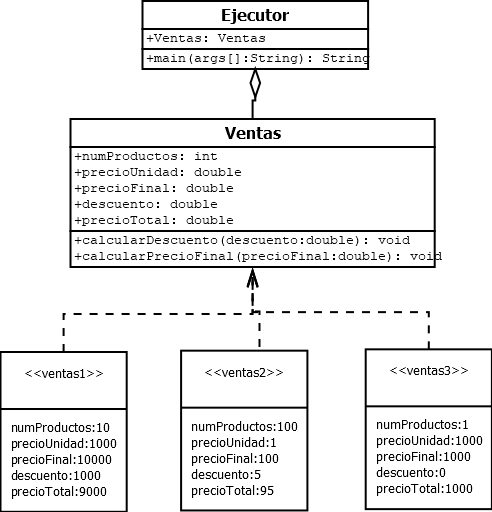 Ejecutor
+Ventas: Ventas
+main(args[]:String): String
Ventas
+numProductos: int
+precioUnidad: double
+precioFinal: double
+descuento: double
+precioTotal: double
+calcularDescuento(descuento:double): void
+calcularPrecioFinal(precioFinal:double): void
<<ventas1>>
numProductos:10
precioUnidad:1000
precioFinal:10000
descuento:1000
precioTotal:9000
<<ventas2>>
numProductos:100
precioUnidad:1
precioFinal:100
descuento:5
precioTotal:95
<<ventas3>>
numProductos:1
precioUnidad:1000
precioFinal:1000
descuento:0
precioTotal:1000